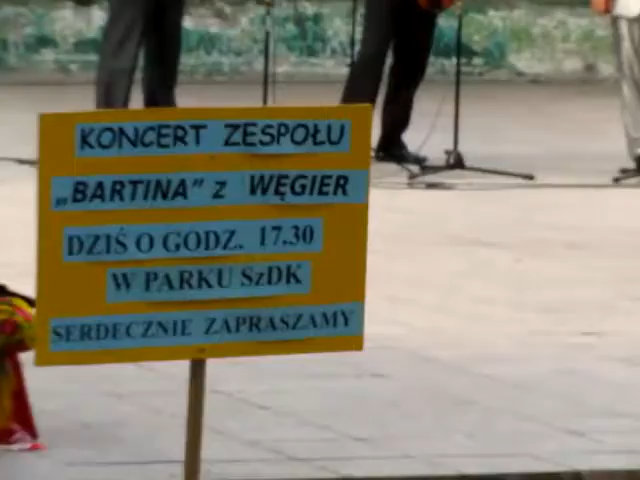 KONCERT ZESPOŁU
„BARTINA" Z WĘGIER
DZIŚ O GODZ. 17.30
W PARKU SzDK
SERDECZNIE ZAPRASZAMY